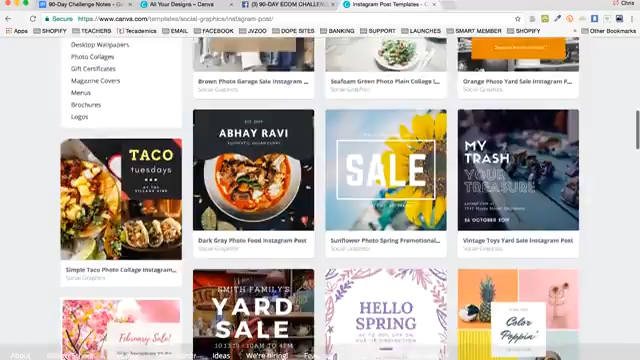 90-Day Challenge Notes -
All Your Designs – Canva
(3) 90-DAY ECOM CHALLEN
Instagram Post Templates – C
Chris
Secure
https://www.canva.com/templates/social-graphics/instagram-post/
Apps
SHOPIFY
TEACHERS
Tecademics
EMAIL
FACEBOOK
JVZOO
DOPE SITES
BANKING
SUPPORT
LAUNCHES
SMART MEMBER
SHOPIFY
Other Bookmarks
Desktop Wallpapers
Photo Collages
Gift Certificates
Magazine Covers
Menus
Brochures
Logos
Brown Photo Garage Sale Instagram
Social Graphics
Seafoam Green Photo Plain Collage I
Social Graphics
Orange Photo Yard Sale Instagram P
Social Graphics
TACO
tuesdays
Simple Taco Photo Collage Instagram...
Social Graphics
ABHAY RAVI
Dark Gray Photo Food Instagram Post
Social Graphics
SALE
Sunflower Photo Spring Promotional...
Social Graphics
MY
TRASH
YOUR
TREASURE
26 OCTOBER
Vintage Toys Yard Sale Instagram Post
Social Graphics
February Sale!
SMITH FAMILY'S
YARD
SALE
HELLO
SPRING
Color
Poppin'
About
Ideas
We're hiring!